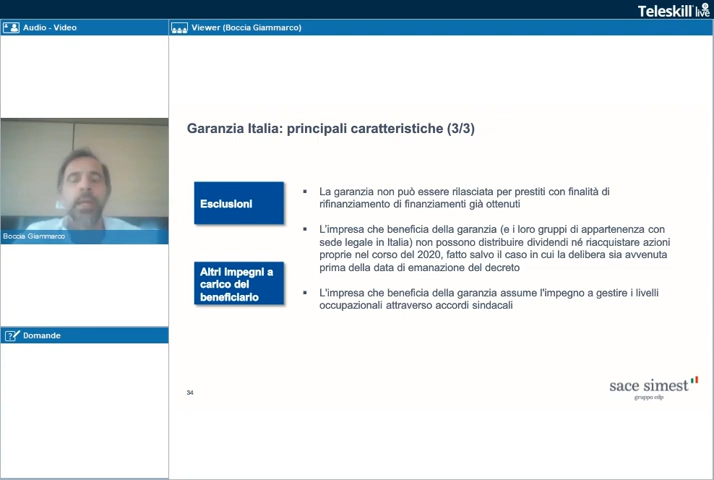 Teleskill live
Audio - Video
Viewer (Boccia Giammarco)
Garanzia Italia: principali caratteristiche (3/3)
Esclusioni
▪ La garanzia non può essere rilasciata per prestiti con finalità di
rifinanziamento di finanziamenti già ottenuti
▪ L'impresa che beneficia della garanzia (e i loro gruppi di appartenenza con
sede legale in Italia) non possono distribuire dividendi né riacquistare azioni
proprie nel corso del 2020, fatto salvo il caso in cui la delibera sia avvenuta
prima della data di emanazione del decreto
Altri impegni a
carico del
beneficiario
▪ L'impresa che beneficia della garanzia assume l'impegno a gestire i livelli
occupazionali attraverso accordi sindacali
Boccia Giammarco
Domande
34
sace simest
gruppo cdp